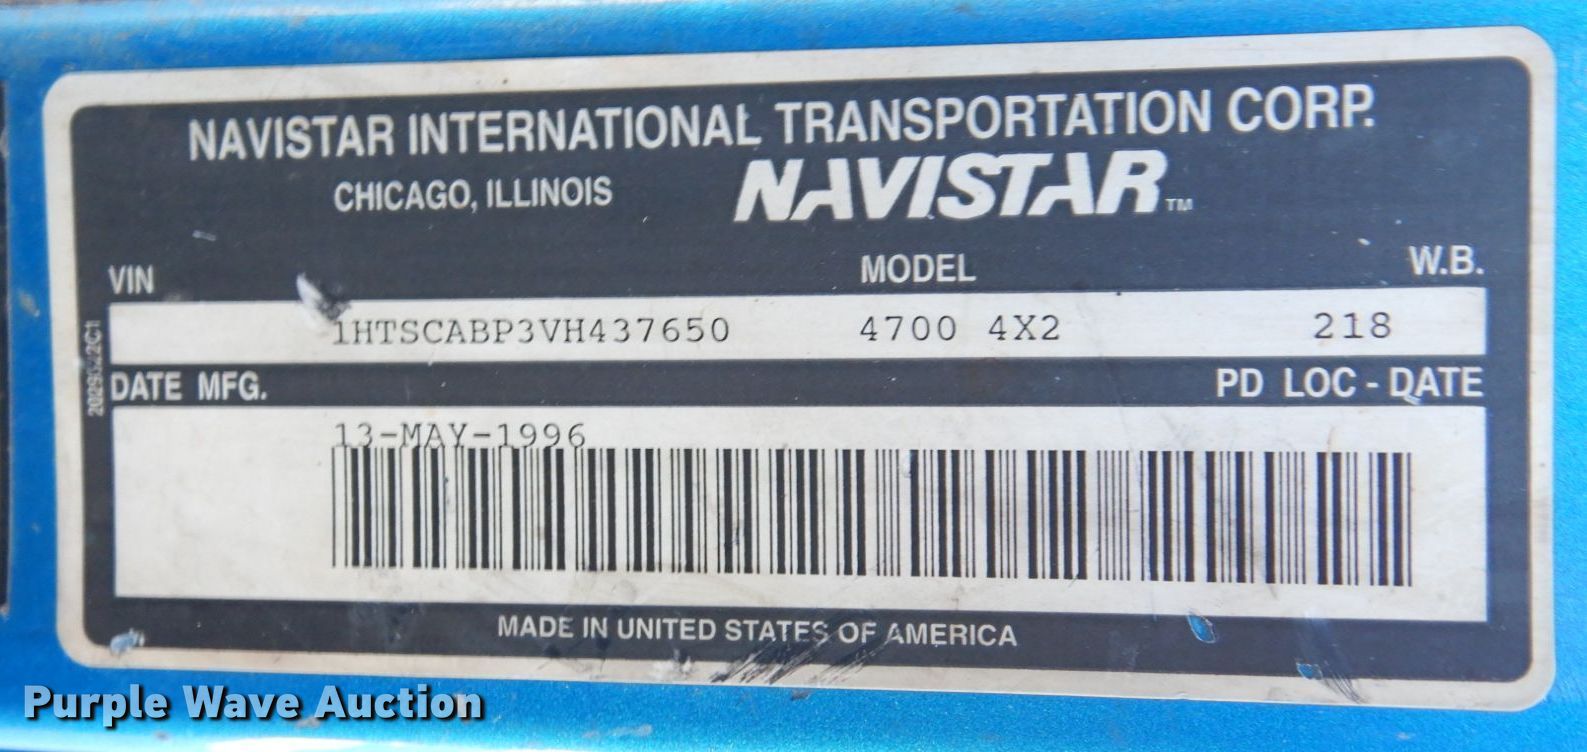 NAVISTAR INTERNATIONAL TRANSPORTATION CORP.
CHICAGO, ILLINOIS NAVISTAR™
VIN MODEL W.B.
1HTSCABP3VH437650 4700 4X2 218
DATE MFG. PD LOC - DATE
13-MAY-1996
MADE IN UNITED STATES OF AMERICA
Purple Wave Auction